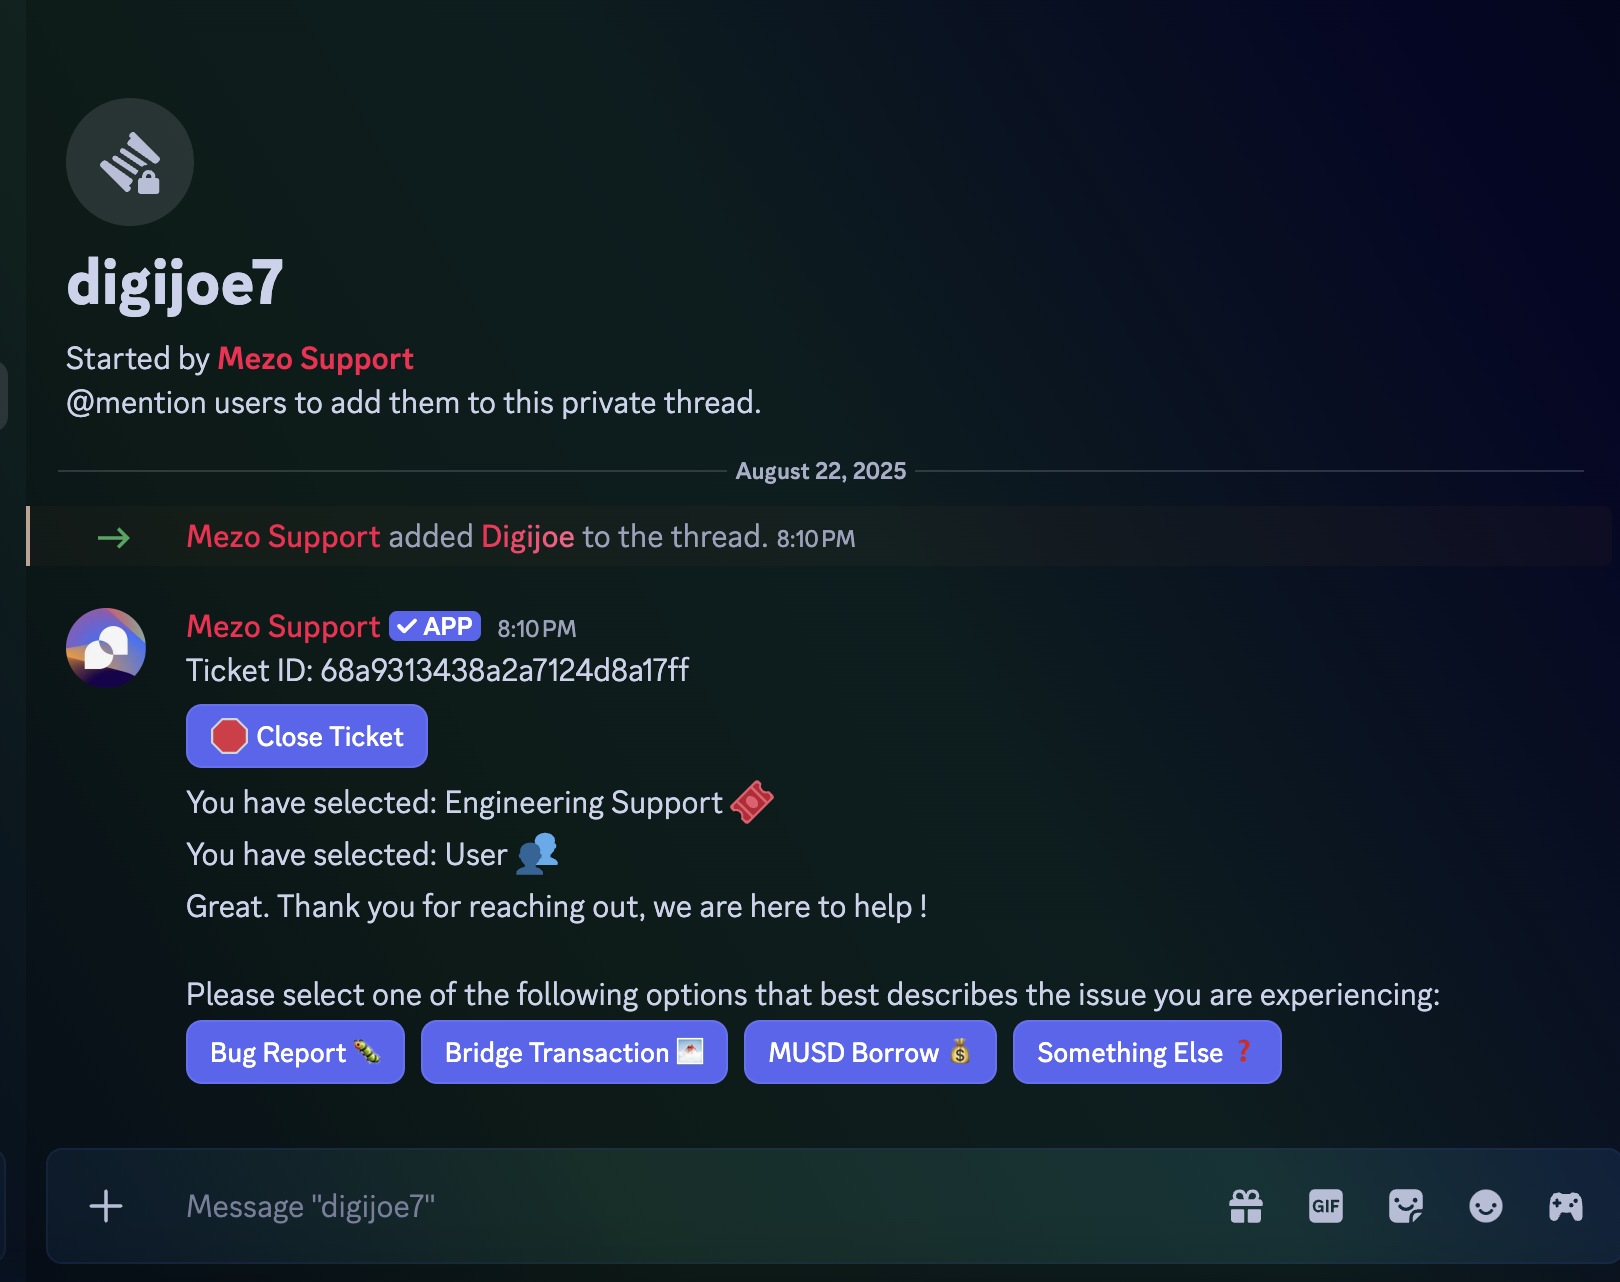 digijoe7
Started by Mezo Support
@mention users to add them to this private thread.
August 22, 2025
Mezo Support added Digijoe to the thread. 8:10 PM
Mezo Support APP 8:10 PM
Ticket ID: 68a9313438a2a7124d8a17ff
Close Ticket
You have selected: Engineering Support
You have selected: User
Great. Thank you for reaching out, we are here to help !
Please select one of the following options that best describes the issue you are experiencing:
Bug Report Bridge Transaction MUSD Borrow Something Else ❓
Message "digijoe7" GIF